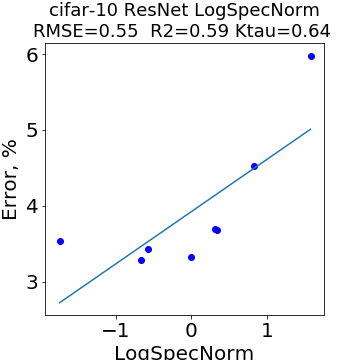 cifar-10 ResNet LogSpecNorm
RMSE=0.55 R2=0.59 Ktau=0.64
6
5
4
3
Error, %
−1
0
1
LogSpecNorm